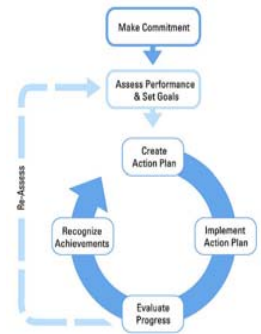 Make Commitment
Assess Performance
& Set Goals
Create
Action Plan
Implement
Action Plan
Evaluate
Progress
Recognize
Achievements
Re-Assess